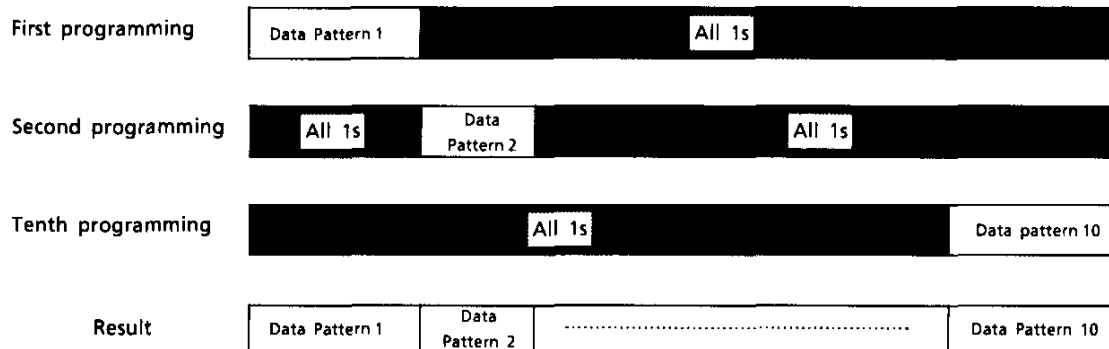 First programming
Data Pattern 1
All 1s
Second programming
All 1s
Data
Pattern 2
All 1s
Tenth programming
All 1s
Data pattern 10
Result
Data Pattern 1
Data
Pattern 2
Data Pattern 10